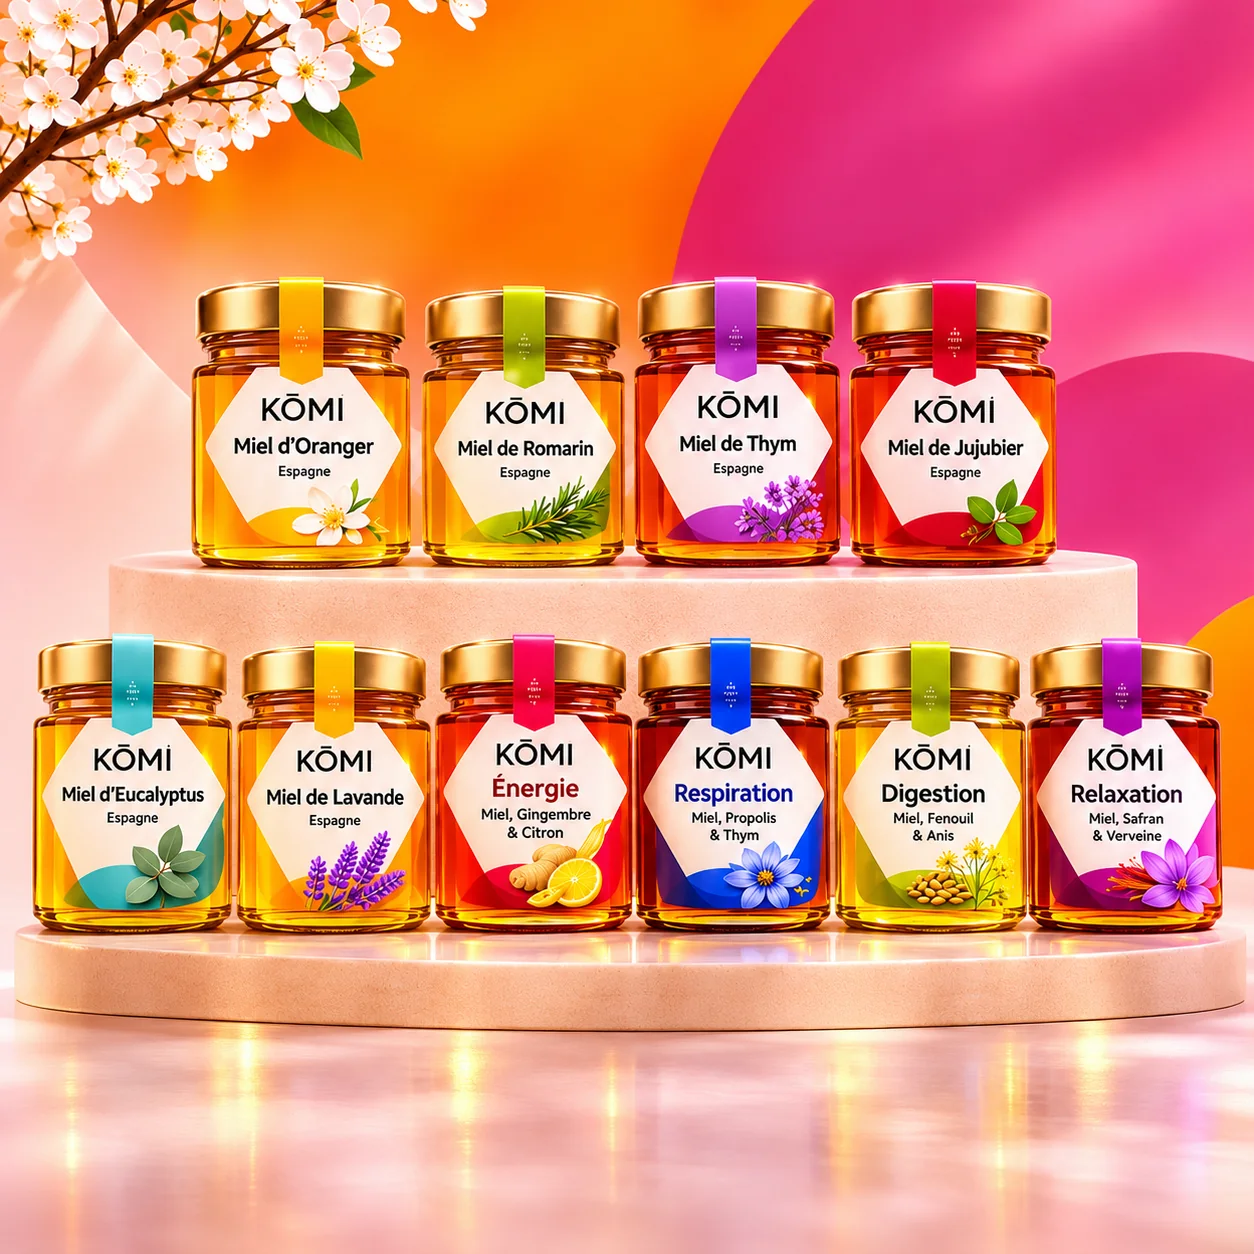 KŌMI
Miel d'Oranger
Espagne
KŌMI
Miel de Romarin
Espagne
KŌMI
Miel de Thym
Espagne
KŌMI
Miel de Jujubier
Espagne
KŌMI
Miel d'Eucalyptus
Espagne
KŌMI
Miel de Lavande
Espagne
KŌMI
Énergie
Miel, Gingembre
& Citron
KŌMI
Respiration
Miel, Propolis
& Thym
KŌMI
Digestion
Miel, Fenouil
& Anis
KŌMI
Relaxation
Miel, Safran
& Verveine